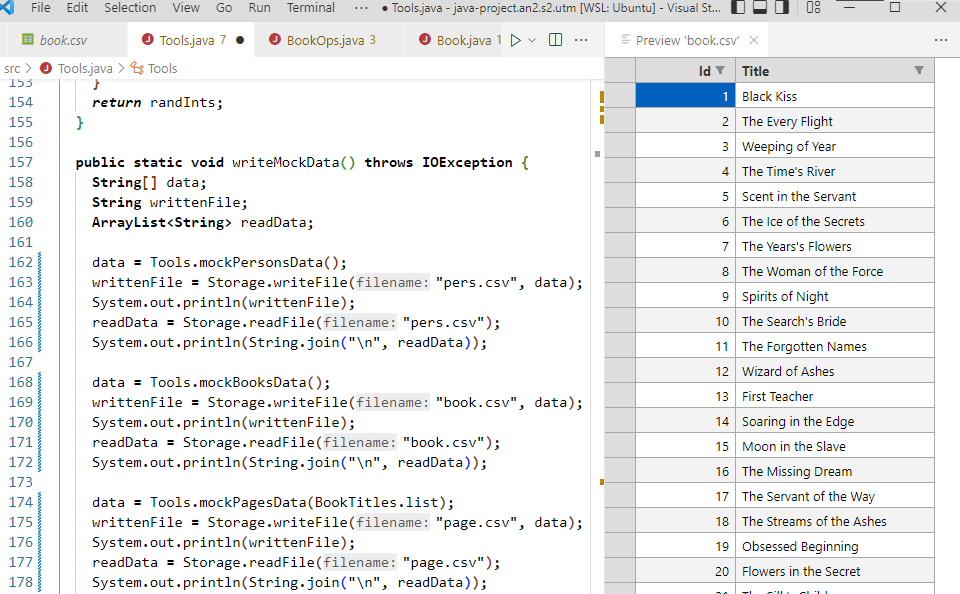 File Edit Selection View Go Run Terminal ··· ● Tools.java - java-project.an2.s2.utm [WSL: Ubuntu] - Visual St...
book.csv Tools.java 7 ● BookOps.java 3 Book.java 1 ···
Preview 'book.csv' × ···
src > Tools.java > Tools
153 }
154 return randInts;
155 }
156
157 public static void writeMockData() throws IOException {
158 String[] data;
159 String writtenFile;
160 ArrayList<String> readData;
161
162 data = Tools.mockPersonsData();
163 writtenFile = Storage.writeFile(filename: "pers.csv", data);
164 System.out.println(writtenFile);
165 readData = Storage.readFile(filename: "pers.csv");
166 System.out.println(String.join("\n", readData));
167
168 data = Tools.mockBooksData();
169 writtenFile = Storage.writeFile(filename: "book.csv", data);
170 System.out.println(writtenFile);
171 readData = Storage.readFile(filename: "book.csv");
172 System.out.println(String.join("\n", readData));
173
174 data = Tools.mockPagesData(BookTitles.list);
175 writtenFile = Storage.writeFile(filename: "page.csv", data);
176 System.out.println(writtenFile);
177 readData = Storage.readFile(filename: "page.csv");
178 System.out.println(String.join("\n", readData));
Id Title
1 Black Kiss
2 The Every Flight
3 Weeping of Year
4 The Time's River
5 Scent in the Servant
6 The Ice of the Secrets
7 The Years's Flowers
8 The Woman of the Force
9 Spirits of Night
10 The Search's Bride
11 The Forgotten Names
12 Wizard of Ashes
13 First Teacher
14 Soaring in the Edge
15 Moon in the Slave
16 The Missing Dream
17 The Servant of the Way
18 The Streams of the Ashes
19 Obsessed Beginning
20 Flowers in the Secret